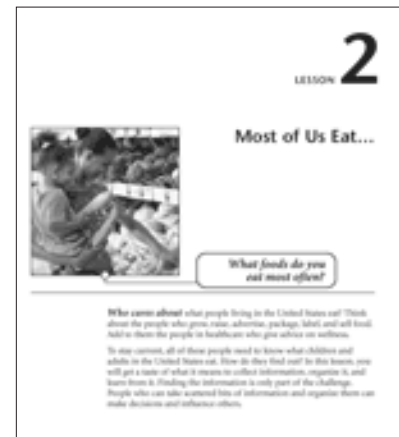 LESSON 2
Most of Us Eat...
What foods do you
eat most often?
Who cares about what people living in the United States eat? Think
about the people who grow, raise, advertise, package, label, and sell food.
Add to them the people in healthcare who give advice on wellness.
To stay current, all of these people need to know what children and
adults in the United States eat. How do they find out? In this lesson, you
will get a taste of what it means to collect information, organize it, and
learn from it. Finding the information is only part of the challenge.
People who can take scattered bits of information and organize them can
make decisions and influence others.